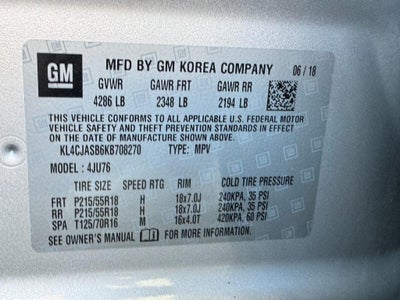 GM
MFD BY GM KOREA COMPANY 06 / 18
GVWR GAWR FRT GAWR RR
4286 LB 2348 LB 2194 LB
THIS VEHICLE CONFORMS TO ALL APPLICABLE U.S. FEDERAL MOTOR
VEHICLE SAFETY, BUMPER, AND THEFT PREVENTION STANDARDS IN EFFECT
ON THE DATE OF MANUFACTURE SHOWN ABOVE.
KL4CJASB6KB708270 TYPE: MPV
MODEL: 4JU76
TIRE SIZE SPEED RTG RIM COLD TIRE PRESSURE
FRT P215/55R18 H 18x7.0J 240KPA, 35 PSI
RR P215/55R18 H 18x7.0J 240KPA, 35 PSI
SPA T125/70R16 M 16x4.0T 420KPA, 60 PSI
SEE OWNER'S MANUAL FOR MORE INFORMATION.